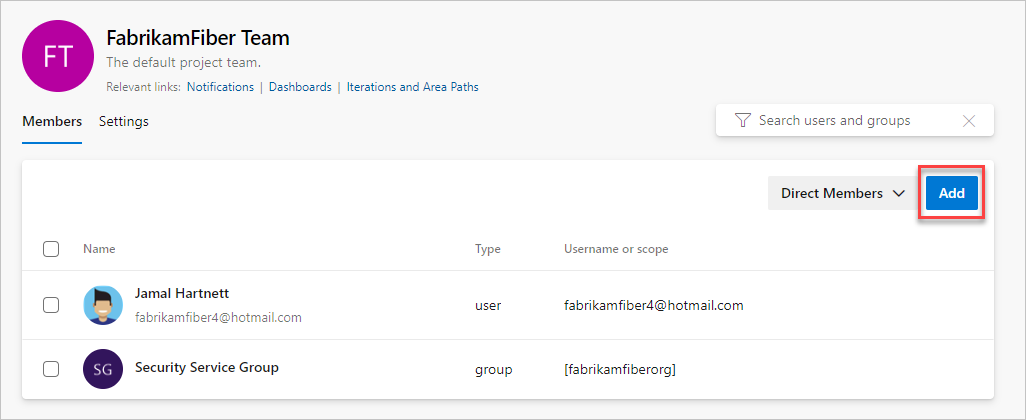 FT
FabrikamFiber Team
The default project team.
Relevant links: Notifications | Dashboards | Iterations and Area Paths
Members Settings
Search users and groups
Direct Members Add
Name Type Username or scope
Jamal Hartnett
fabrikamfiber4@hotmail.com user fabrikamfiber4@hotmail.com
SG Security Service Group group [fabrikamfiberorg]